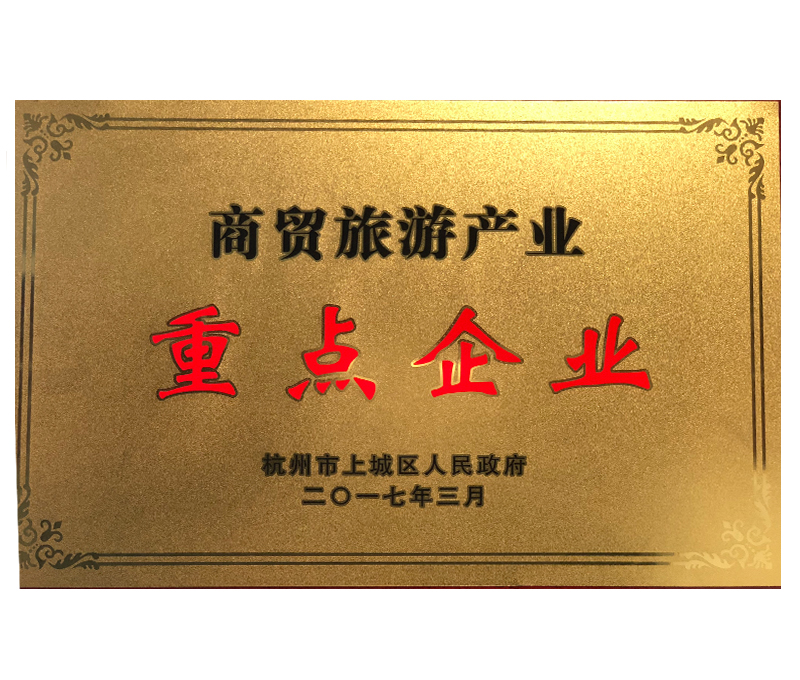 商贸旅游产业
重点企业
杭州市上城区人民政府
二〇一七年三月